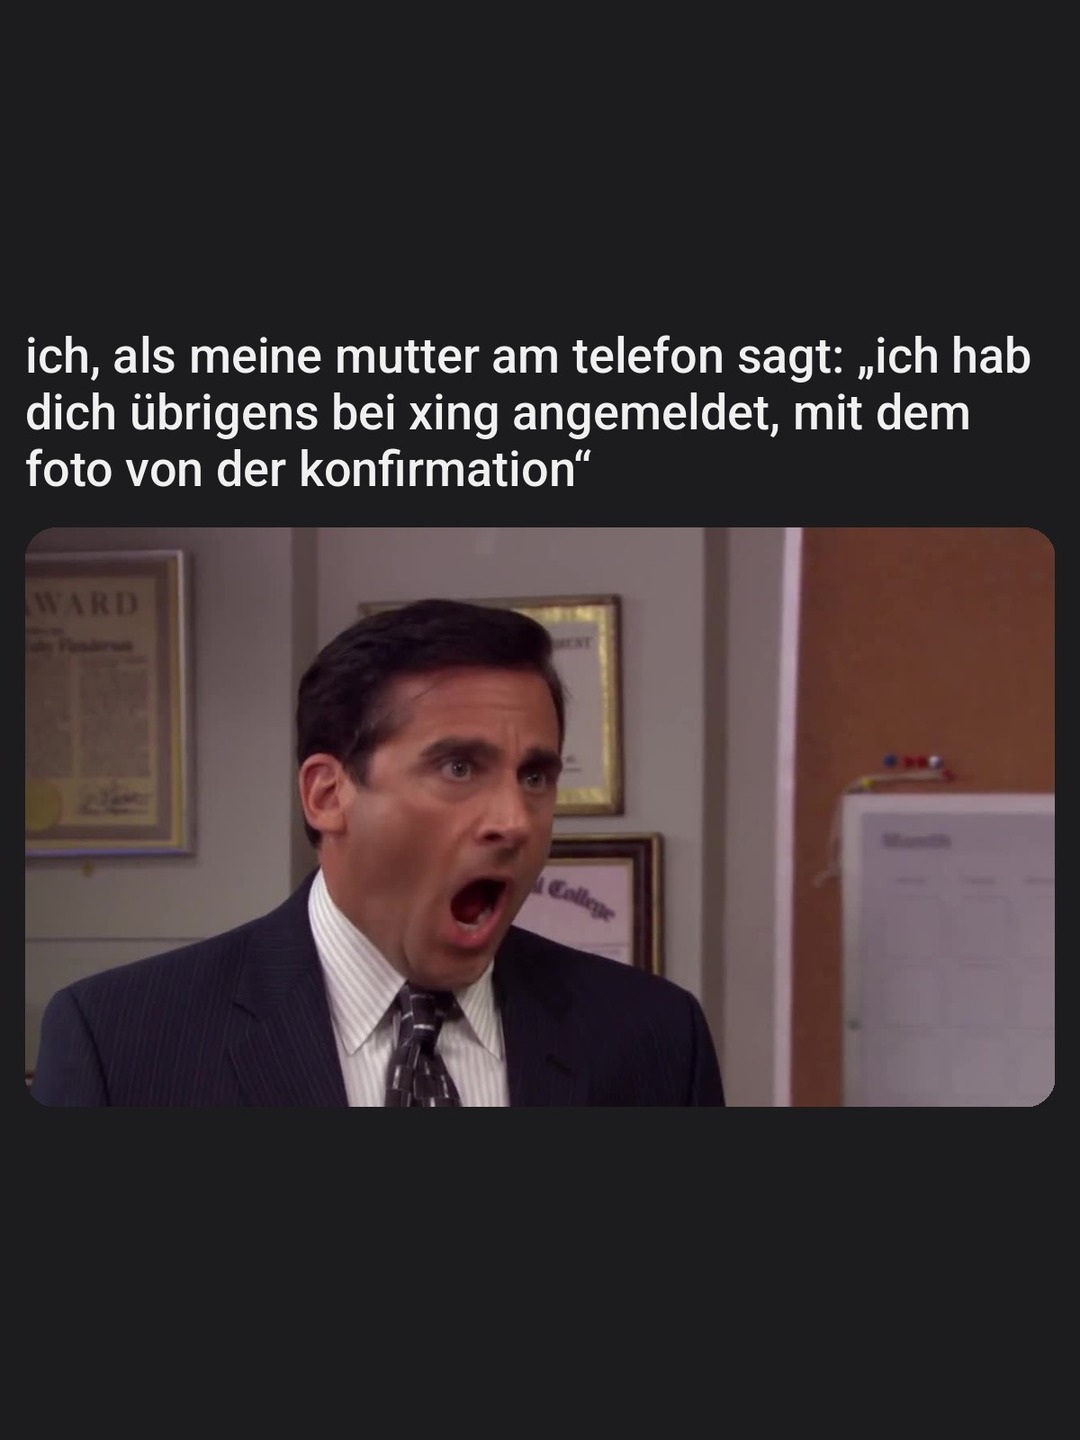 ich, als meine mutter am telefon sagt: „ich hab
dich übrigens bei xing angemeldet, mit dem
foto von der konfirmation“
WARD
College
Month